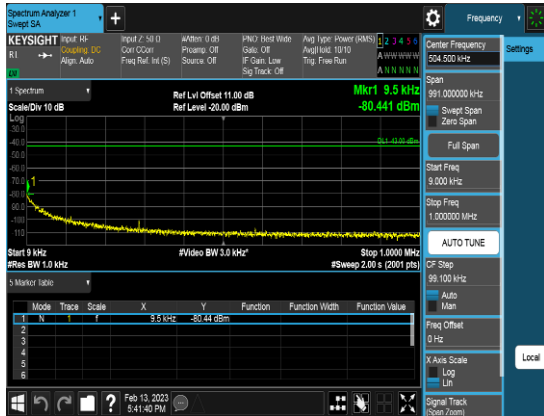 Spectrum Analyzer 1
Swept SA
+
Frequency
KEYSIGHT
Input: RF
Coupling: DC
Align: Auto
Input Z: 50 Ω
Corr CCorr
Freq Ref: Int (S)
#Atten: 0 dB
Preamp: Off
Source: Off
PNO: Best Wide
Gate: Off
IF Gain: Low
Sig Track: Off
Avg Type: Power (RMS)
Avg|Hold: 10/10
Trig: Free Run
1 2 3 4 5 6
A W W W W W
A N N N N N
R1
LXI
1 Spectrum
Scale/Div 10 dB
Ref Lvl Offset 11.00 dB
Ref Level -20.00 dBm
Mkr1 9.5 kHz
-80.441 dBm
Log
-30.0
-40.0
-50.0
-60.0
-70.0
-80.0
-90.0
-100
-110
DL1 -43.00 dBm
1
Start 9 kHz
#Res BW 1.0 kHz
#Video BW 3.0 kHz*
Stop 1.0000 MHz
#Sweep 2.00 s (2001 pts)
5 Marker Table
Mode Trace Scale X Y Function Function Width Function Value
1 N 1 f 9.5 kHz -80.44 dBm
2
3
4
5
6
Feb 13, 2023
5:41:40 PM
Center Frequency
504.500 kHz
Settings
Span
991.000000 kHz
Swept Span
Zero Span
Full Span
Start Freq
9.000 kHz
Stop Freq
1.000000 MHz
AUTO TUNE
CF Step
99.100 kHz
Auto
Man
Freq Offset
0 Hz
X Axis Scale
Log
Lin
Local
Signal Track
(Span Zoom)